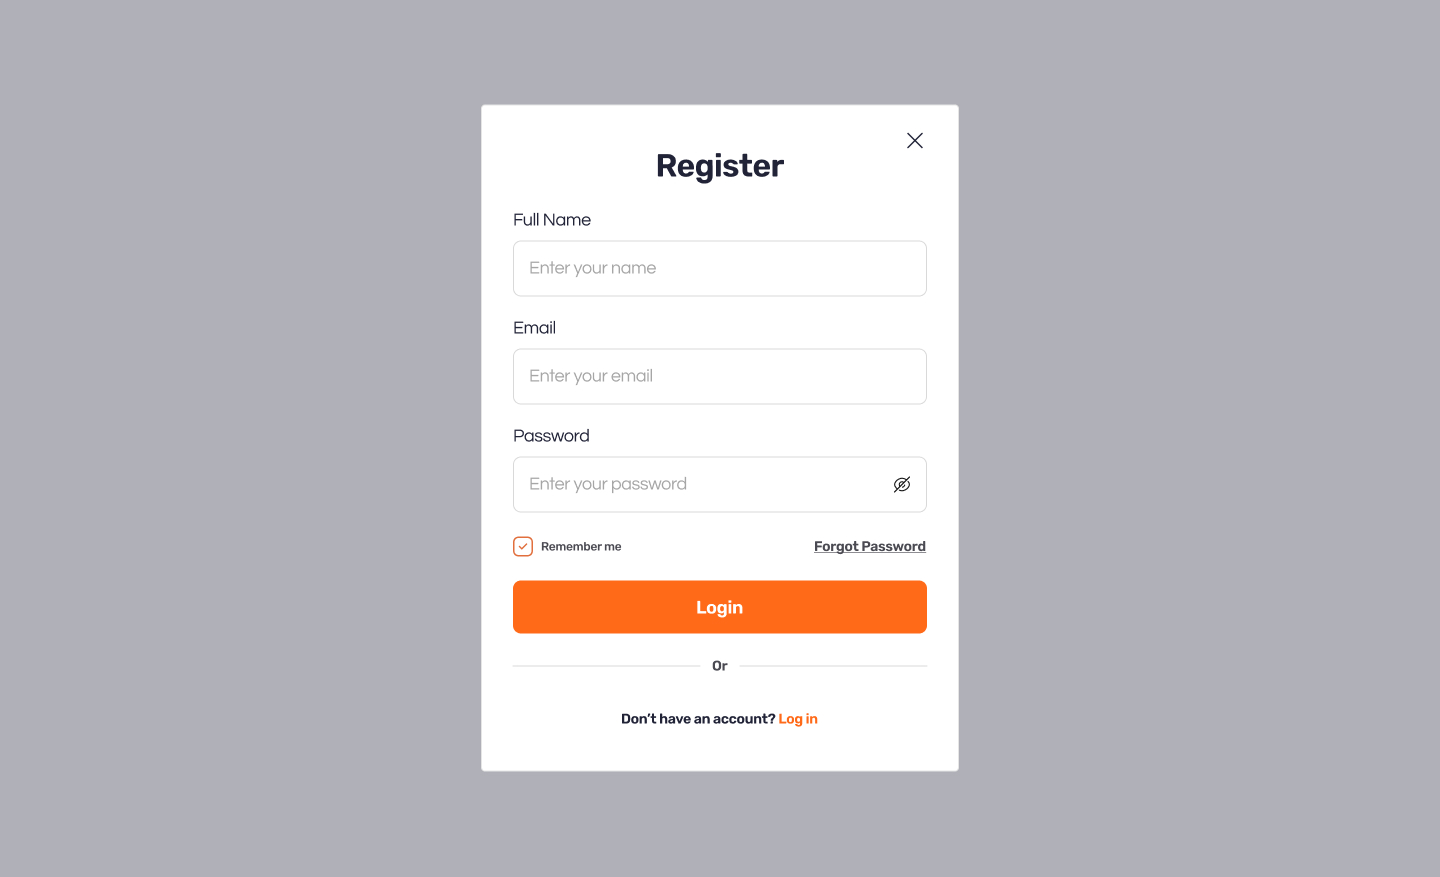 Register
Full Name
Enter your name
Email
Enter your email
Password
Enter your password
Remember me
Forgot Password
Login
Or
Don’t have an account? Log in